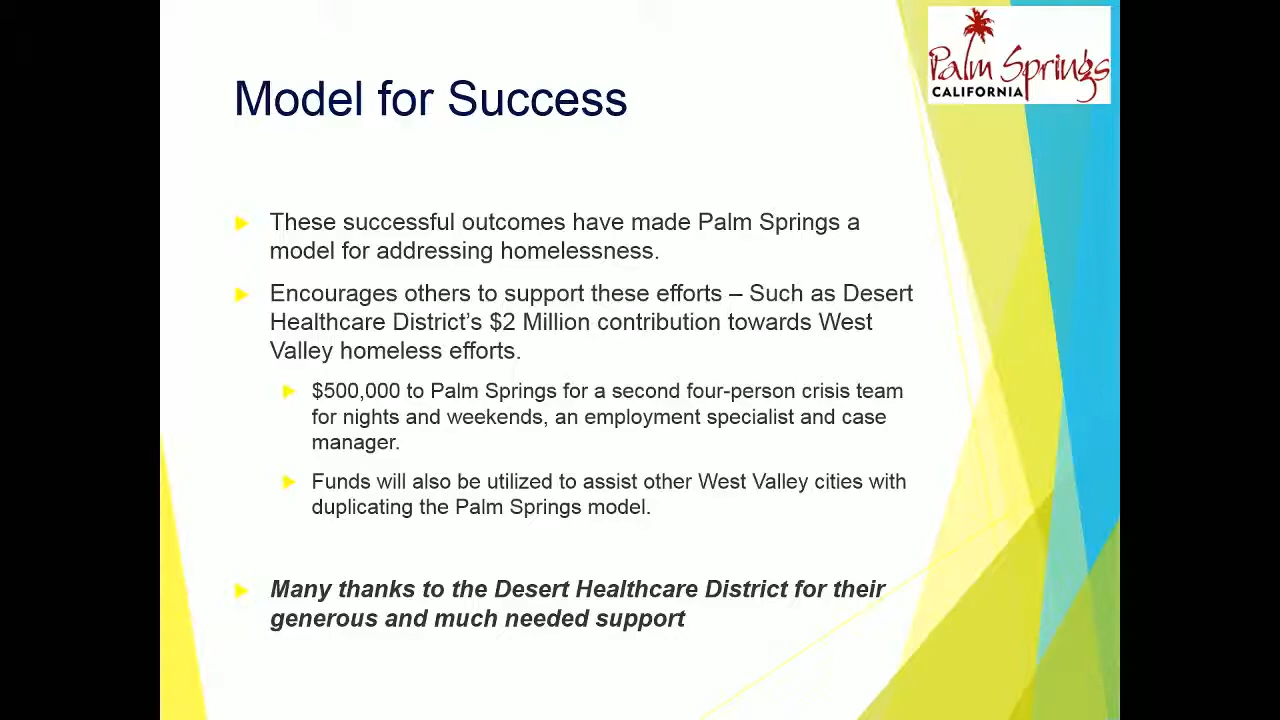 Palm Springs
CALIFORNIA
Model for Success
These successful outcomes have made Palm Springs a
model for addressing homelessness.
Encourages others to support these efforts – Such as Desert
Healthcare District’s $2 Million contribution towards West
Valley homeless efforts.
$500,000 to Palm Springs for a second four-person crisis team
for nights and weekends, an employment specialist and case
manager.
Funds will also be utilized to assist other West Valley cities with
duplicating the Palm Springs model.
Many thanks to the Desert Healthcare District for their
generous and much needed support